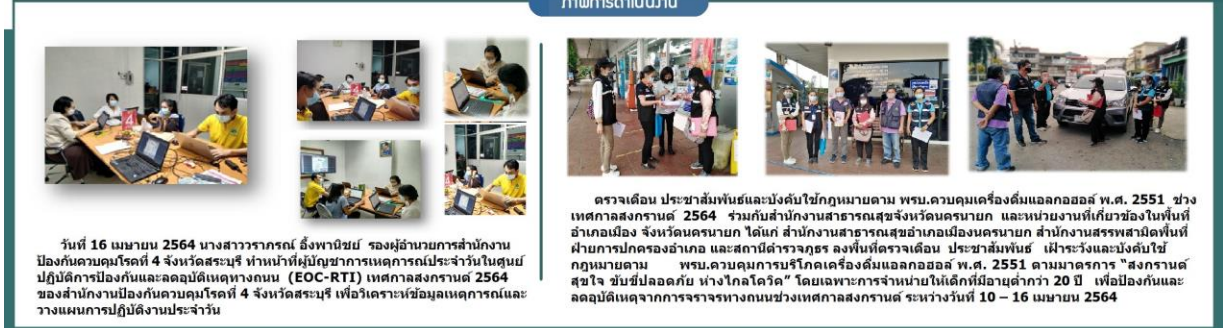 ภาพการดำเนินงาน
4
วันที่ 16 เมษายน 2564 นางสาววราภรณ์ อึ้งพานิชย์ รองผู้อำนวยการสำนักงาน
ป้องกันควบคุมโรคที่ 4 จังหวัดสระบุรี ทำหน้าที่ผู้บัญชาการเหตุการณ์ประจำวันในศูนย์
ปฏิบัติการป้องกันและลดอุบัติเหตุทางถนน (EOC-RTI) เทศกาลสงกรานต์ 2564
ของสำนักงานป้องกันควบคุมโรคที่ 4 จังหวัดสระบุรี เพื่อวิเคราะห์ข้อมูลเหตุการณ์และ
วางแผนการปฏิบัติงานประจำวัน
ตรวจเตือน ประชาสัมพันธ์และบังคับใช้กฎหมายตาม พรบ.ควบคุมเครื่องดื่มแอลกอฮอล์ พ.ศ. 2551 ช่วง
เทศกาลสงกรานต์ 2564 ร่วมกับสำนักงานสาธารณสุขจังหวัดนครนายก และหน่วยงานที่เกี่ยวข้องในพื้นที่
อำเภอเมือง จังหวัดนครนายก ได้แก่ สำนักงานสาธารณสุขอำเภอเมืองนครนายก สำนักงานสรรพสามิตพื้นที่
ฝ่ายการปกครองอำเภอ และสถานีตำรวจภูธร ลงพื้นที่ตรวจเตือน ประชาสัมพันธ์ เฝ้าระวังและบังคับใช้
กฎหมายตาม พรบ.ควบคุมการบริโภคเครื่องดื่มแอลกอฮอล์ พ.ศ. 2551 ตามมาตรการ “สงกรานต์
สุขใจ ขับขี่ปลอดภัย ห่างไกลโควิด” โดยเฉพาะการจำหน่ายให้เด็กที่มีอายุต่ำกว่า 20 ปี เพื่อป้องกันและ
ลดอุบัติเหตุจากการจราจรทางถนนช่วงเทศกาลสงกรานต์ ระหว่างวันที่ 10 – 16 เมษายน 2564